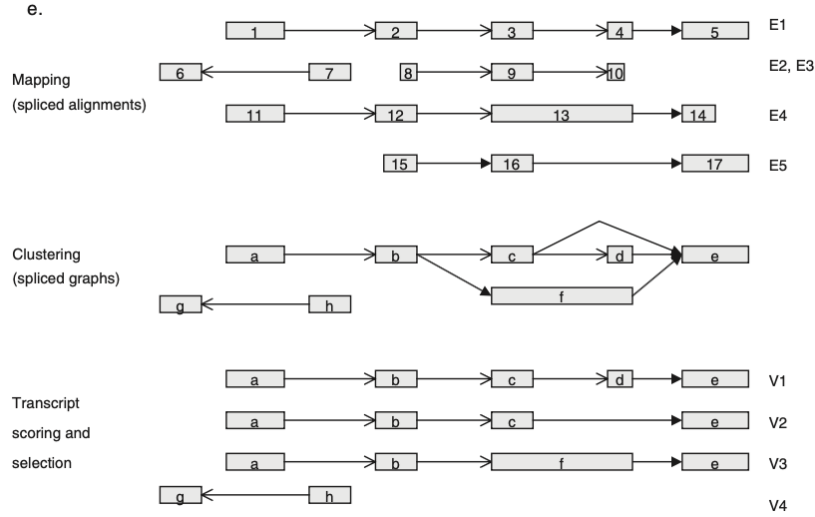 e.
1 2 3 4 5 E1
6 7 8 9 10 E2, E3
Mapping
(spliced alignments)
11 12 13 14 E4
15 16 17 E5
Clustering
(spliced graphs)
a b c d e
g h f
a b c d e V1
Transcript
scoring and
selection
a b c e V2
a b f e V3
g h V4